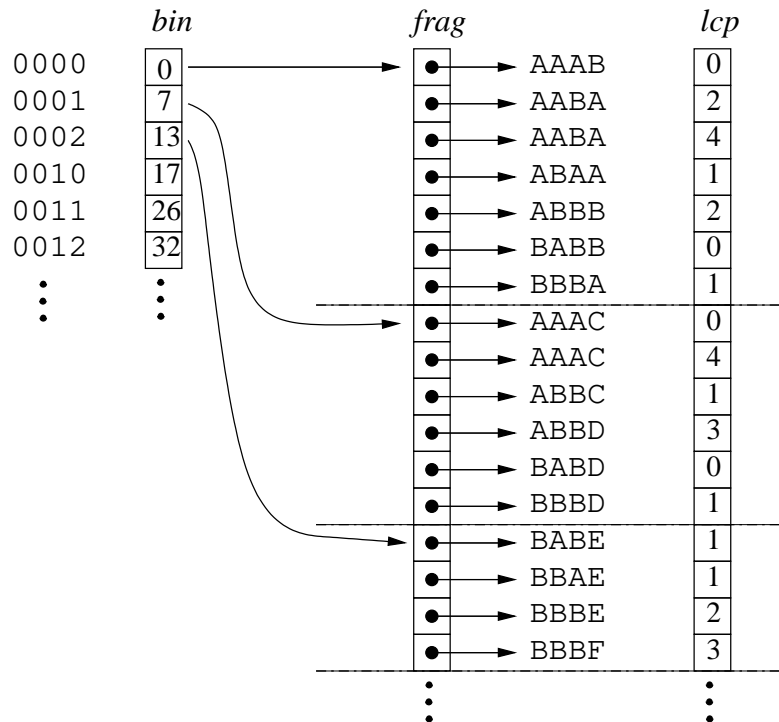 bin frag lcp
0000 0 AAAB 0
0001 7 AABA 2
0002 13 AABA 4
0010 17 ABAA 1
0011 26 ABBB 2
0012 32 BABB 0
BBBA 1
AAAC 0
AAAC 4
ABBC 1
ABBD 3
BABD 0
BBBD 1
BABE 1
BBAE 1
BBBE 2
BBBF 3